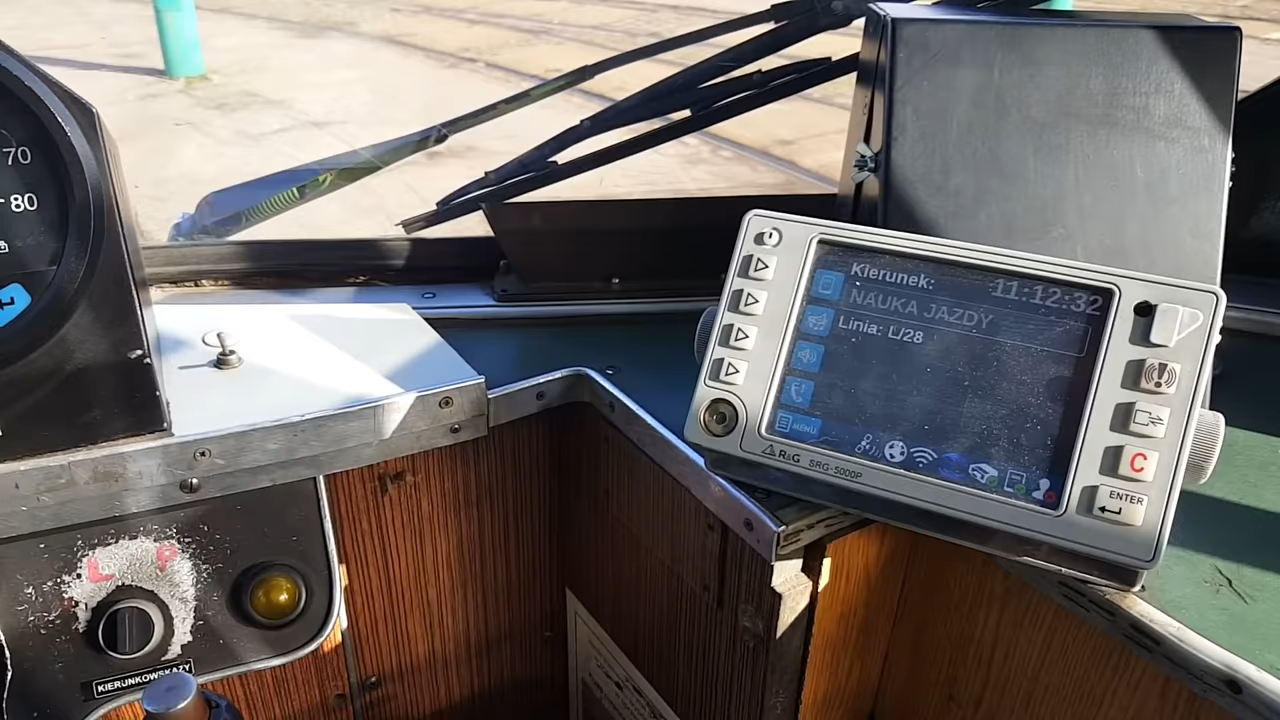 70
80
Kierunek:
11:12:32
NAUKA JAZDY
Linia: L/28
MENU
R&G SRG-5000P
C
ENTER
L P
KIERUNKOWSKAZY